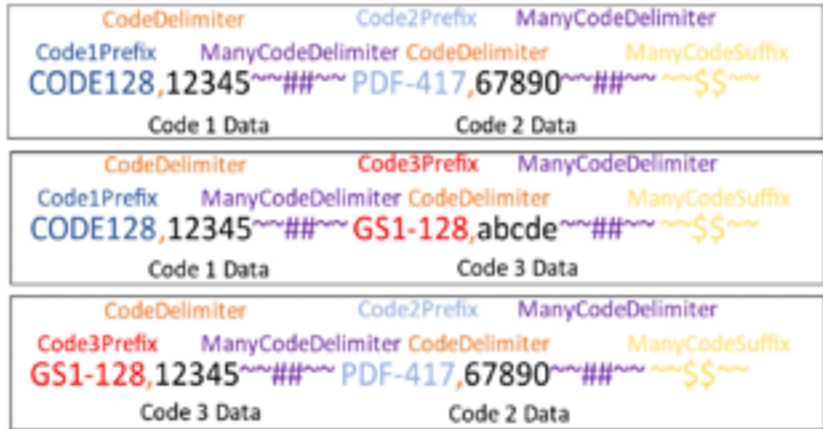 CodeDelimiter Code2Prefix ManyCodeDelimiter
Code1Prefix ManyCodeDelimiter CodeDelimiter ManyCodeSuffix
CODE128,12345~~##~~ PDF-417,67890~~##~~ ~~$$~~
Code 1 Data Code 2 Data
CodeDelimiter Code3Prefix ManyCodeDelimiter
Code1Prefix ManyCodeDelimiter CodeDelimiter ManyCodeSuffix
CODE128,12345~~##~~ GS1-128,abcde~~##~~ ~~$$~~
Code 1 Data Code 3 Data
CodeDelimiter Code2Prefix ManyCodeDelimiter
Code3Prefix ManyCodeDelimiter CodeDelimiter ManyCodeSuffix
GS1-128,12345~~##~~ PDF-417,67890~~##~~ ~~$$~~
Code 3 Data Code 2 Data